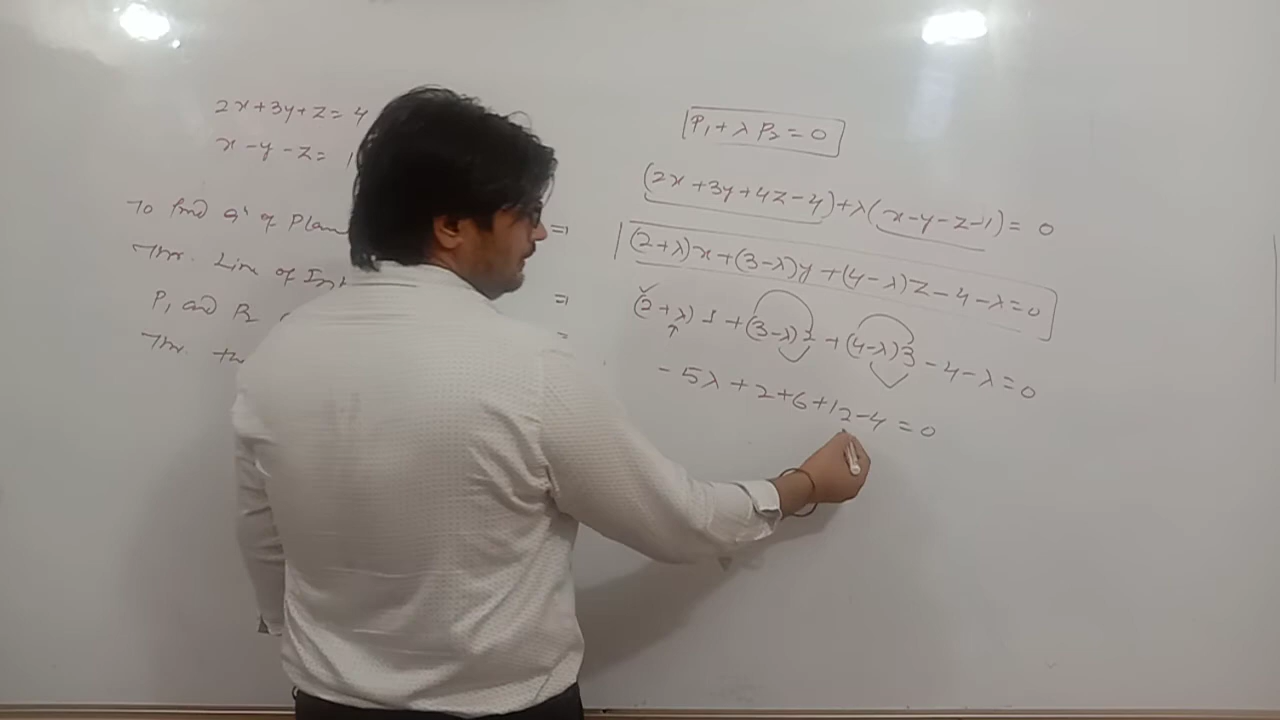 2x+3y+z=4
x-y-z=1
To find qⁿ of Plan
Thr. Line of Int
P₁ and P₂
Thr. th
P₁+λP₂=0
(2x+3y+4z-4)+λ(x-y-z-1)=0
(2+λ)x+(3-λ)y+(4-λ)z-4-λ=0
(2+λ)1+(3-λ)2+(4-λ)3-4-λ=0
-5λ+2+6+12-4=0